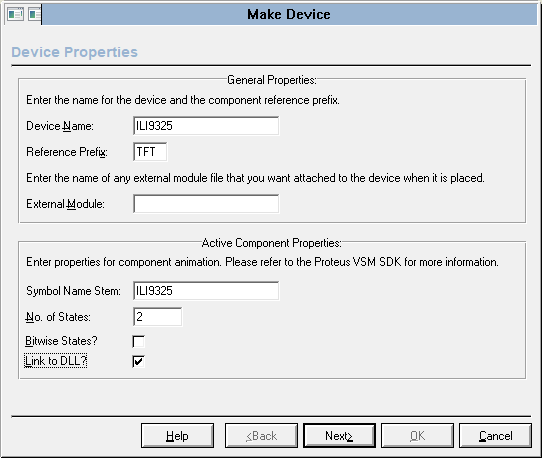 Make Device
Device Properties
General Properties:
Enter the name for the device and the component reference prefix.
Device Name: ILI9325
Reference Prefix: TFT
Enter the name of any external module file that you want attached to the device when it is placed.
External Module:
Active Component Properties:
Enter properties for component animation. Please refer to the Proteus VSM SDK for more information.
Symbol Name Stem: ILI9325
No. of States: 2
Bitwise States?
Link to DLL?
Help <Back Next> OK Cancel